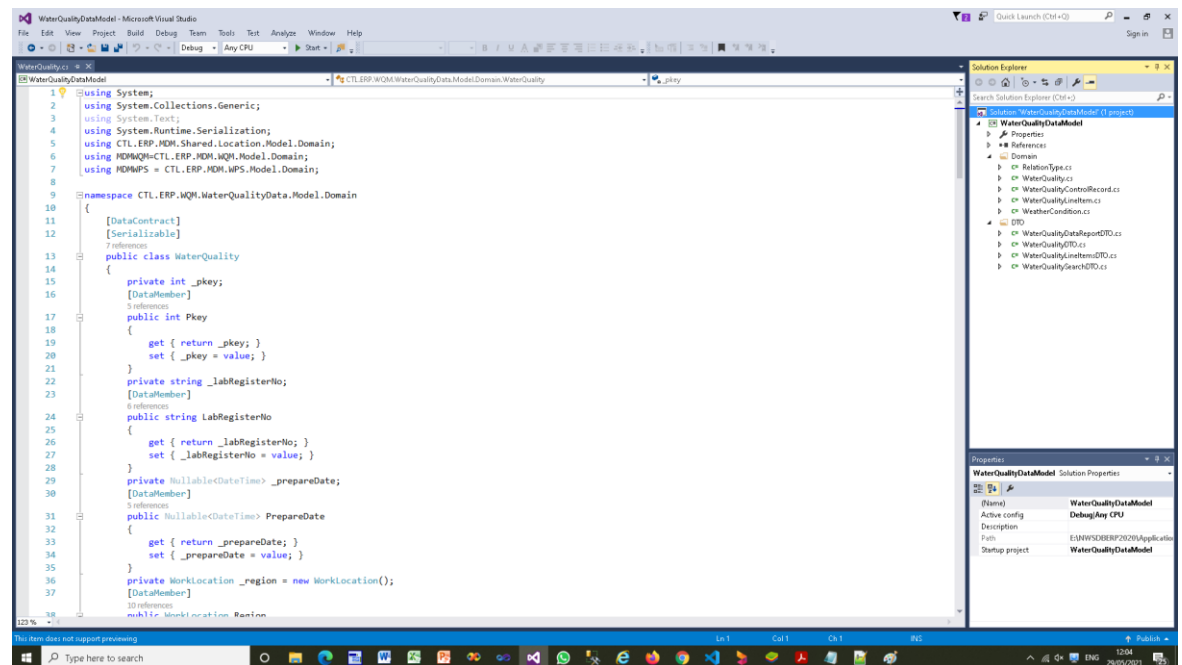 WaterQualityDataModel - Microsoft Visual Studio
Quick Launch (Ctrl+Q)
File Edit View Project Build Debug Team Tools Test Analyze Window Help
Sign in
Debug Any CPU Start
WaterQuality.cs
WaterQualityDataModel
CTL.ERP.WQM.WaterQualityData.Model.Domain.WaterQuality
_pkey
1 using System;
2 using System.Collections.Generic;
3 using System.Text;
4 using System.Runtime.Serialization;
5 using CTL.ERP.MDM.Shared.Location.Model.Domain;
6 using MDMWQM=CTL.ERP.MDM.WQM.Model.Domain;
7 using MDMWPS = CTL.ERP.MDM.WPS.Model.Domain;
8
9 namespace CTL.ERP.WQM.WaterQualityData.Model.Domain
10 {
11 [DataContract]
12 [Serializable]
7 references
13 public class WaterQuality
14 {
15 private int _pkey;
16 [DataMember]
5 references
17 public int Pkey
18 {
19 get { return _pkey; }
20 set { _pkey = value; }
21 }
22 private string _labRegisterNo;
23 [DataMember]
6 references
24 public string LabRegisterNo
25 {
26 get { return _labRegisterNo; }
27 set { _labRegisterNo = value; }
28 }
29 private Nullable<DateTime> _prepareDate;
30 [DataMember]
5 references
31 public Nullable<DateTime> PrepareDate
32 {
33 get { return _prepareDate; }
34 set { _prepareDate = value; }
35 }
36 private WorkLocation _region = new WorkLocation();
37 [DataMember]
10 references
38 public WorkLocation Region
123 %
Solution Explorer
Search Solution Explorer (Ctrl+;)
Solution 'WaterQualityDataModel' (1 project)
WaterQualityDataModel
Properties
References
Domain
RelationType.cs
WaterQuality.cs
WaterQualityControlRecord.cs
WaterQualityLineItem.cs
WeatherCondition.cs
DTO
WaterQualityDataReportDTO.cs
WaterQualityDTO.cs
WaterQualityLineItemsDTO.cs
WaterQualitySearchDTO.cs
Properties
WaterQualityDataModel Solution Properties
(Name) WaterQualityDataModel
Active config Debug|Any CPU
Description
Path E:\NWSDBERP2020\Applicatio
Startup project WaterQualityDataModel
This item does not support previewing
Ln 1 Col 1 Ch 1 INS
Publish
Type here to search
ENG
12:04
29/05/2021